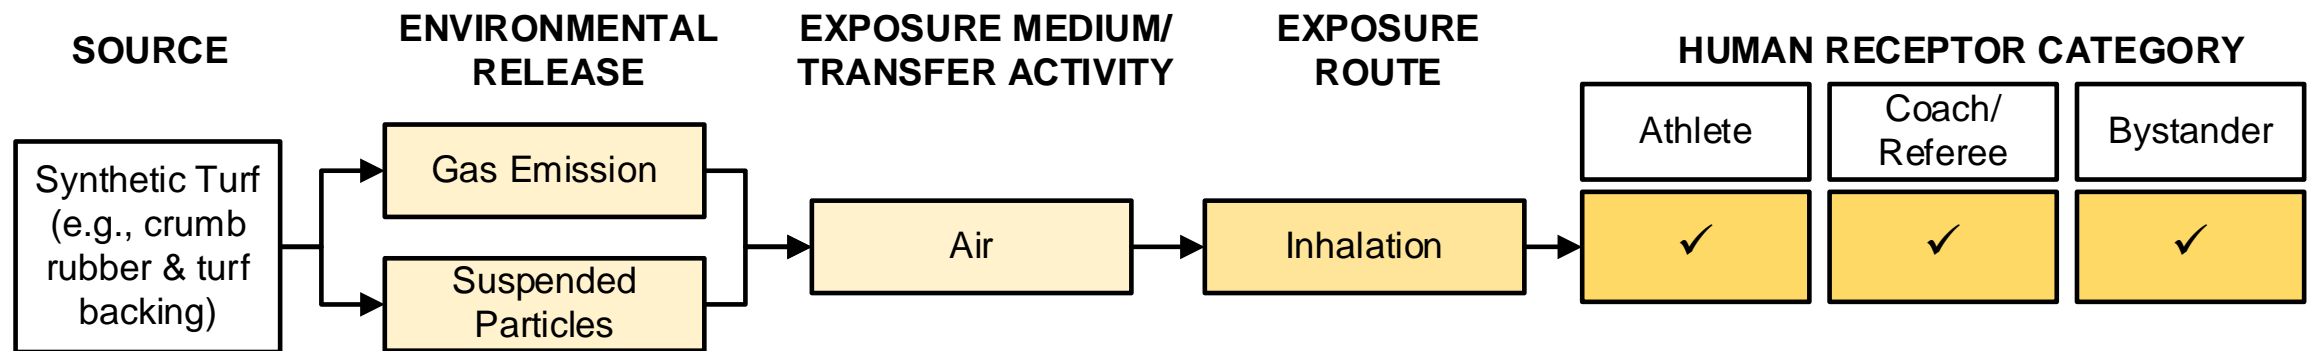 SOURCE
ENVIRONMENTAL
RELEASE
EXPOSURE MEDIUM/
TRANSFER ACTIVITY
EXPOSURE
ROUTE
HUMAN RECEPTOR CATEGORY
Athlete
Coach/
Referee
Bystander
Synthetic Turf
(e.g., crumb
rubber & turf
backing)
Gas Emission
Suspended
Particles
Air
Inhalation
✓
✓
✓